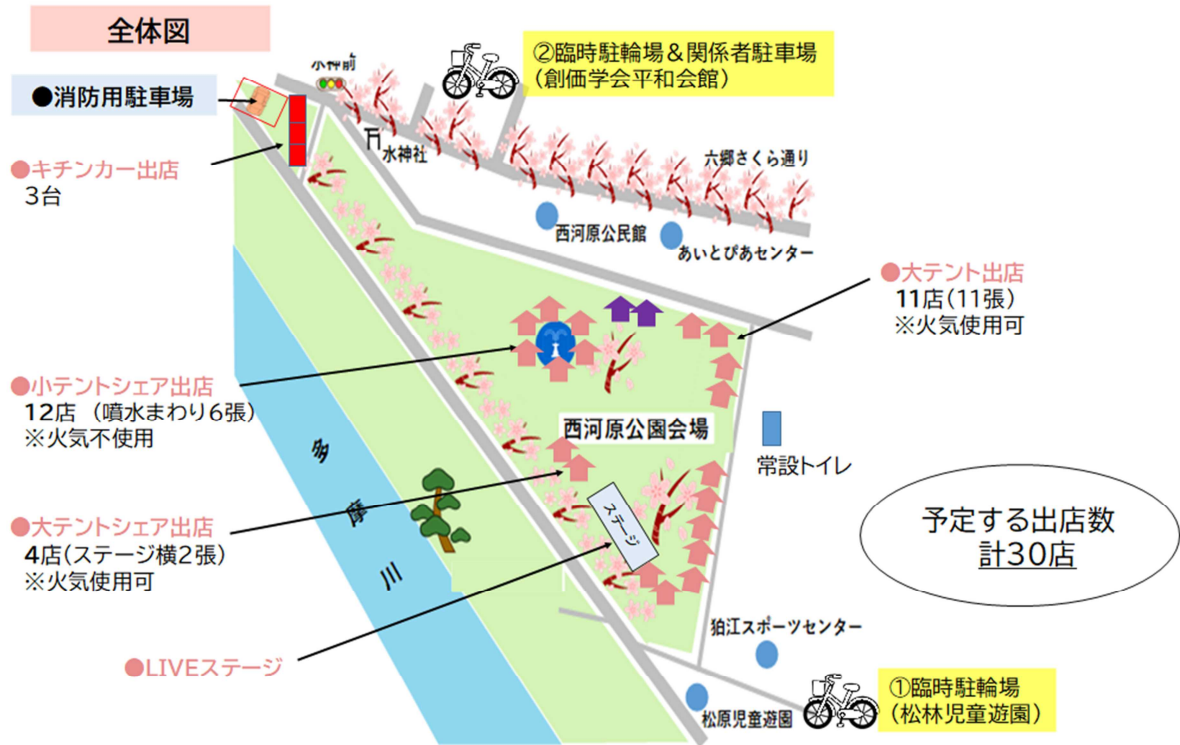 全体図
●消防用駐車場
水神前
②臨時駐輪場＆関係者駐車場
(創価学会平和会館)
●キチンカー出店
3台
水神社
六郷さくら通り
西河原公民館
あいとぴあセンター
●大テント出店
11店(11張)
※火気使用可
●小テントシェア出店
12店 (噴水まわり6張)
※火気不使用
西河原公園会場
常設トイレ
多摩川
ステージ
●大テントシェア出店
4店(ステージ横2張)
※火気使用可
予定する出店数
計30店
●LIVEステージ
狛江スポーツセンター
松原児童遊園
①臨時駐輪場
(松林児童遊園)